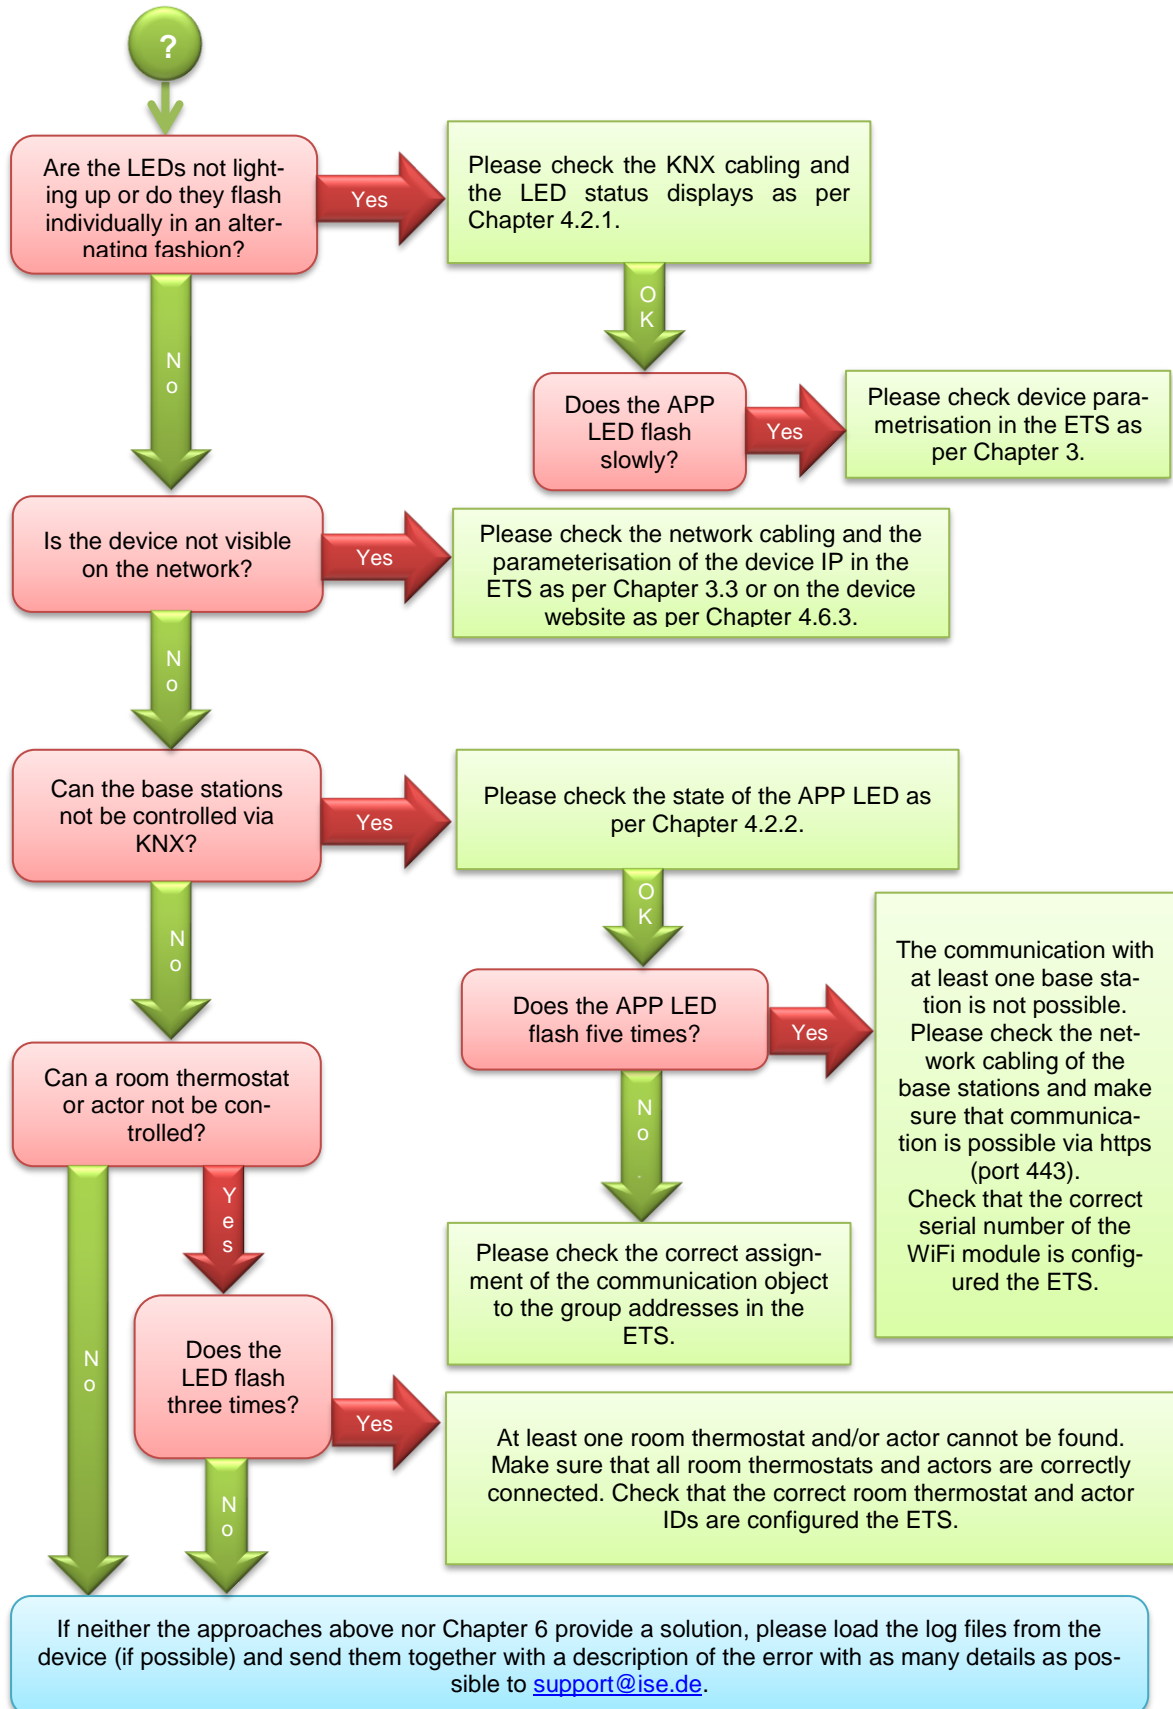 ?
Are the LEDs not light-
ing up or do they flash
individually in an alter-
nating fashion?
Yes
Please check the KNX cabling and
the LED status displays as per
Chapter 4.2.1.
O
K
N
o
Does the APP
LED flash
slowly?
Yes
Please check device para-
metrisation in the ETS as
per Chapter 3.
Is the device not visible
on the network?
Yes
Please check the network cabling and the
parameterisation of the device IP in the
ETS as per Chapter 3.3 or on the device
website as per Chapter 4.6.3.
N
o
Can the base stations
not be controlled via
KNX?
Yes
Please check the state of the APP LED as
per Chapter 4.2.2.
O
K
N
o
Does the APP LED
flash five times?
Yes
The communication with
at least one base sta-
tion is not possible.
Please check the net-
work cabling of the
base stations and make
sure that communica-
tion is possible via https
(port 443).
Check that the correct
serial number of the
WiFi module is config-
ured the ETS.
N
o
.
Please check the correct assign-
ment of the communication object
to the group addresses in the
ETS.
Can a room thermostat
or actor not be con-
trolled?
Y
e
s
N
o
Does the
LED flash
three times?
Yes
At least one room thermostat and/or actor cannot be found.
Make sure that all room thermostats and actors are correctly
connected. Check that the correct room thermostat and actor
IDs are configured the ETS.
N
o
If neither the approaches above nor Chapter 6 provide a solution, please load the log files from the
device (if possible) and send them together with a description of the error with as many details as pos-
sible to support@ise.de.